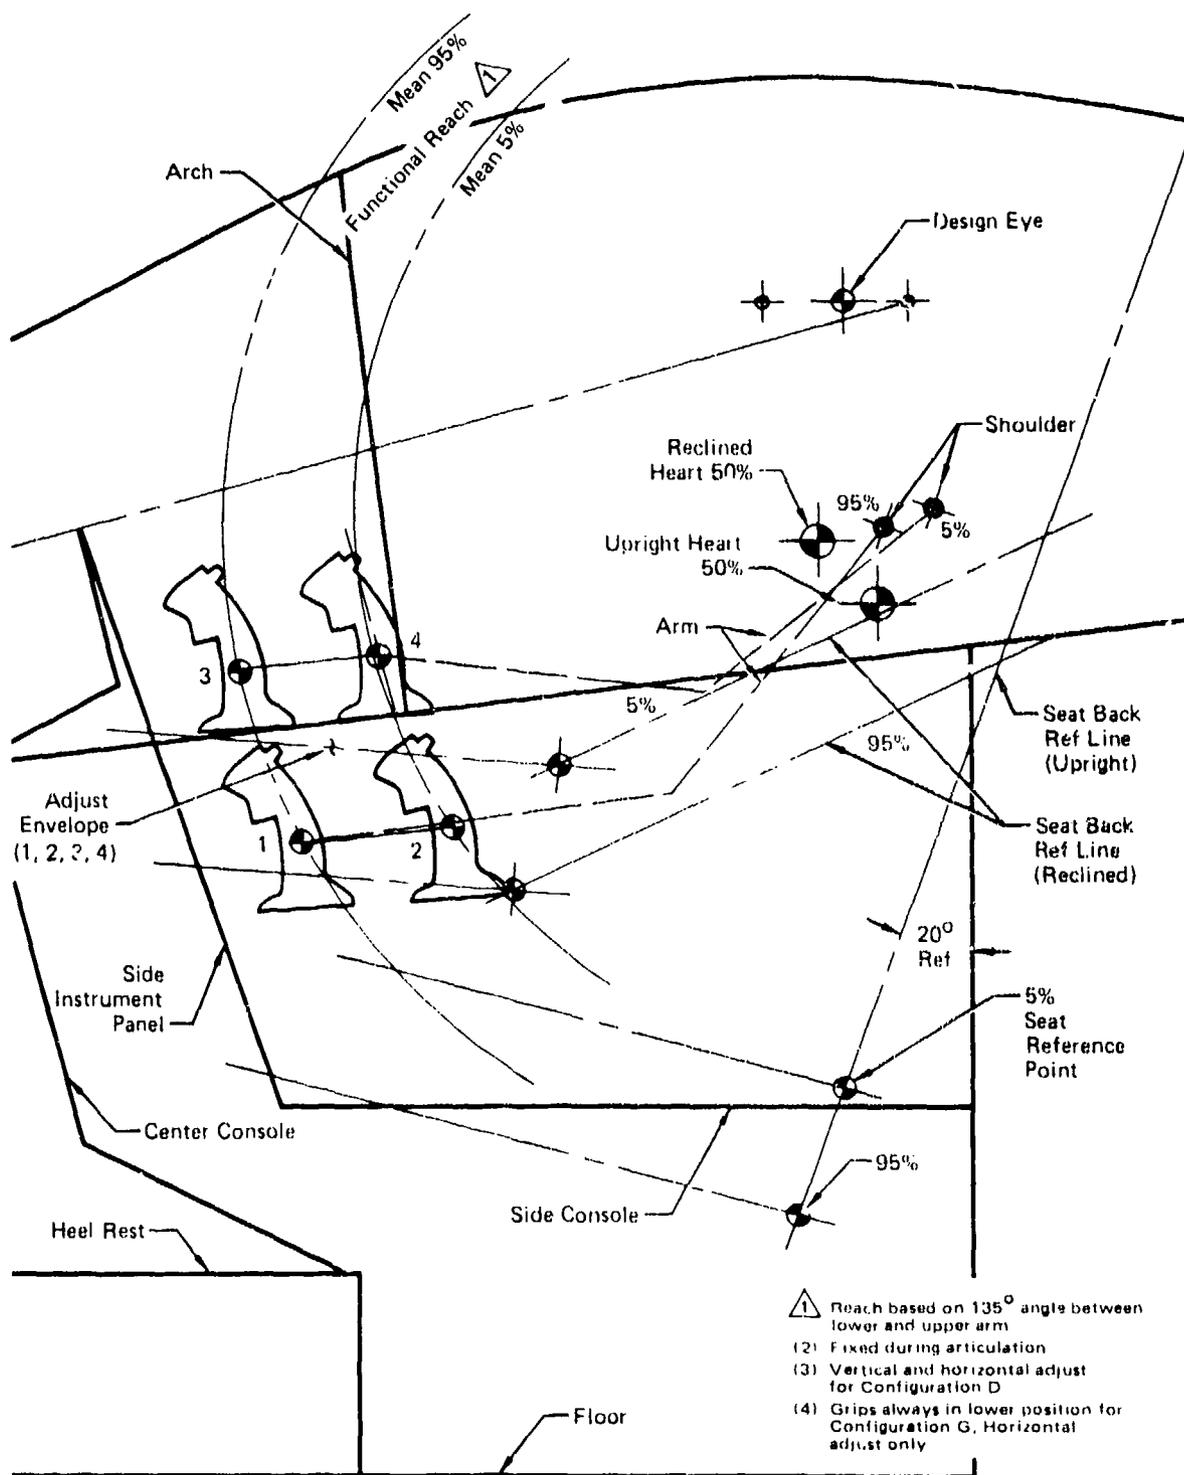 Mean 95%
Functional Reach
1
Mean 5%
Arch
Design Eye
Shoulder
Reclined
Heart 50%
95%
5%
Upright Heart
50%
Arm
4
3
5%
Seat Back
Ref Line
(Upright)
95%
Adjust
Envelope
(1, 2, 3, 4)
1
2
Seat Back
Ref Line
(Reclined)
20°
Ref
Side
Instrument
Panel
5%
Seat
Reference
Point
Center Console
95%
Side Console
Heel Rest
1 Reach based on 135° angle between
lower and upper arm
(2) Fixed during articulation
(3) Vertical and horizontal adjust
for Configuration D
(4) Grips always in lower position for
Configuration G, Horizontal
adjust only
Floor